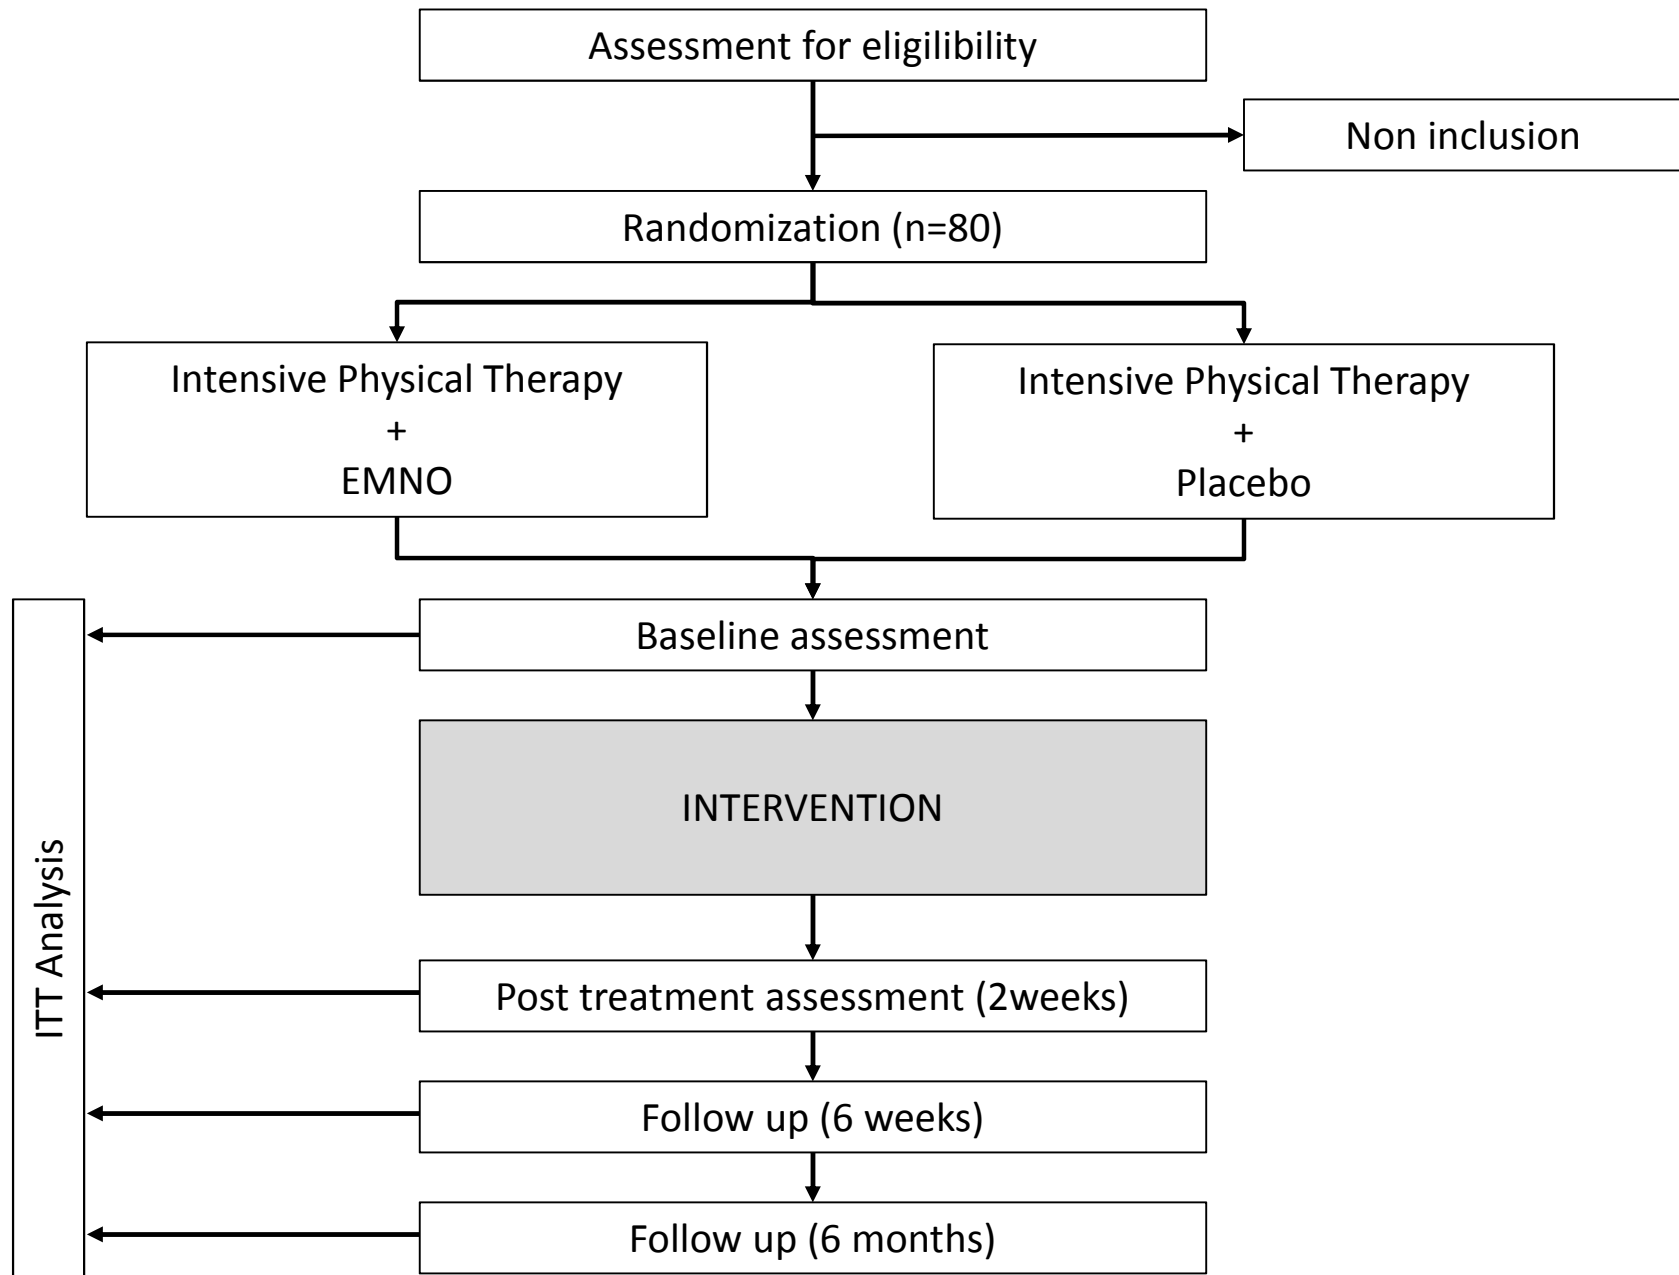 Assessment for eligilibility
Non inclusion
Randomization (n=80)
Intensive Physical Therapy
+
EMNO
Intensive Physical Therapy
+
Placebo
Baseline assessment
INTERVENTION
ITT Analysis
Post treatment assessment (2weeks)
Follow up (6 weeks)
Follow up (6 months)